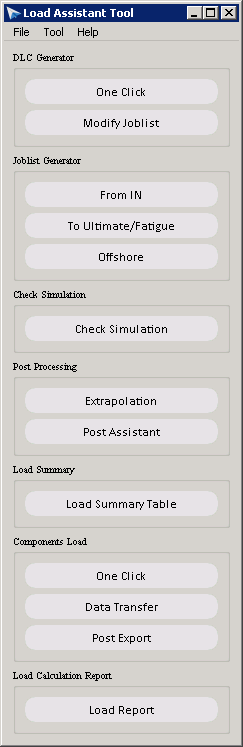 Load Assistant Tool
File Tool Help
DLC Generator
One Click
Modify Joblist
Joblist Generator
From IN
To Ultimate/Fatigue
Offshore
Check Simulation
Check Simulation
Post Processing
Extrapolation
Post Assistant
Load Summary
Load Summary Table
Components Load
One Click
Data Transfer
Post Export
Load Calculation Report
Load Report